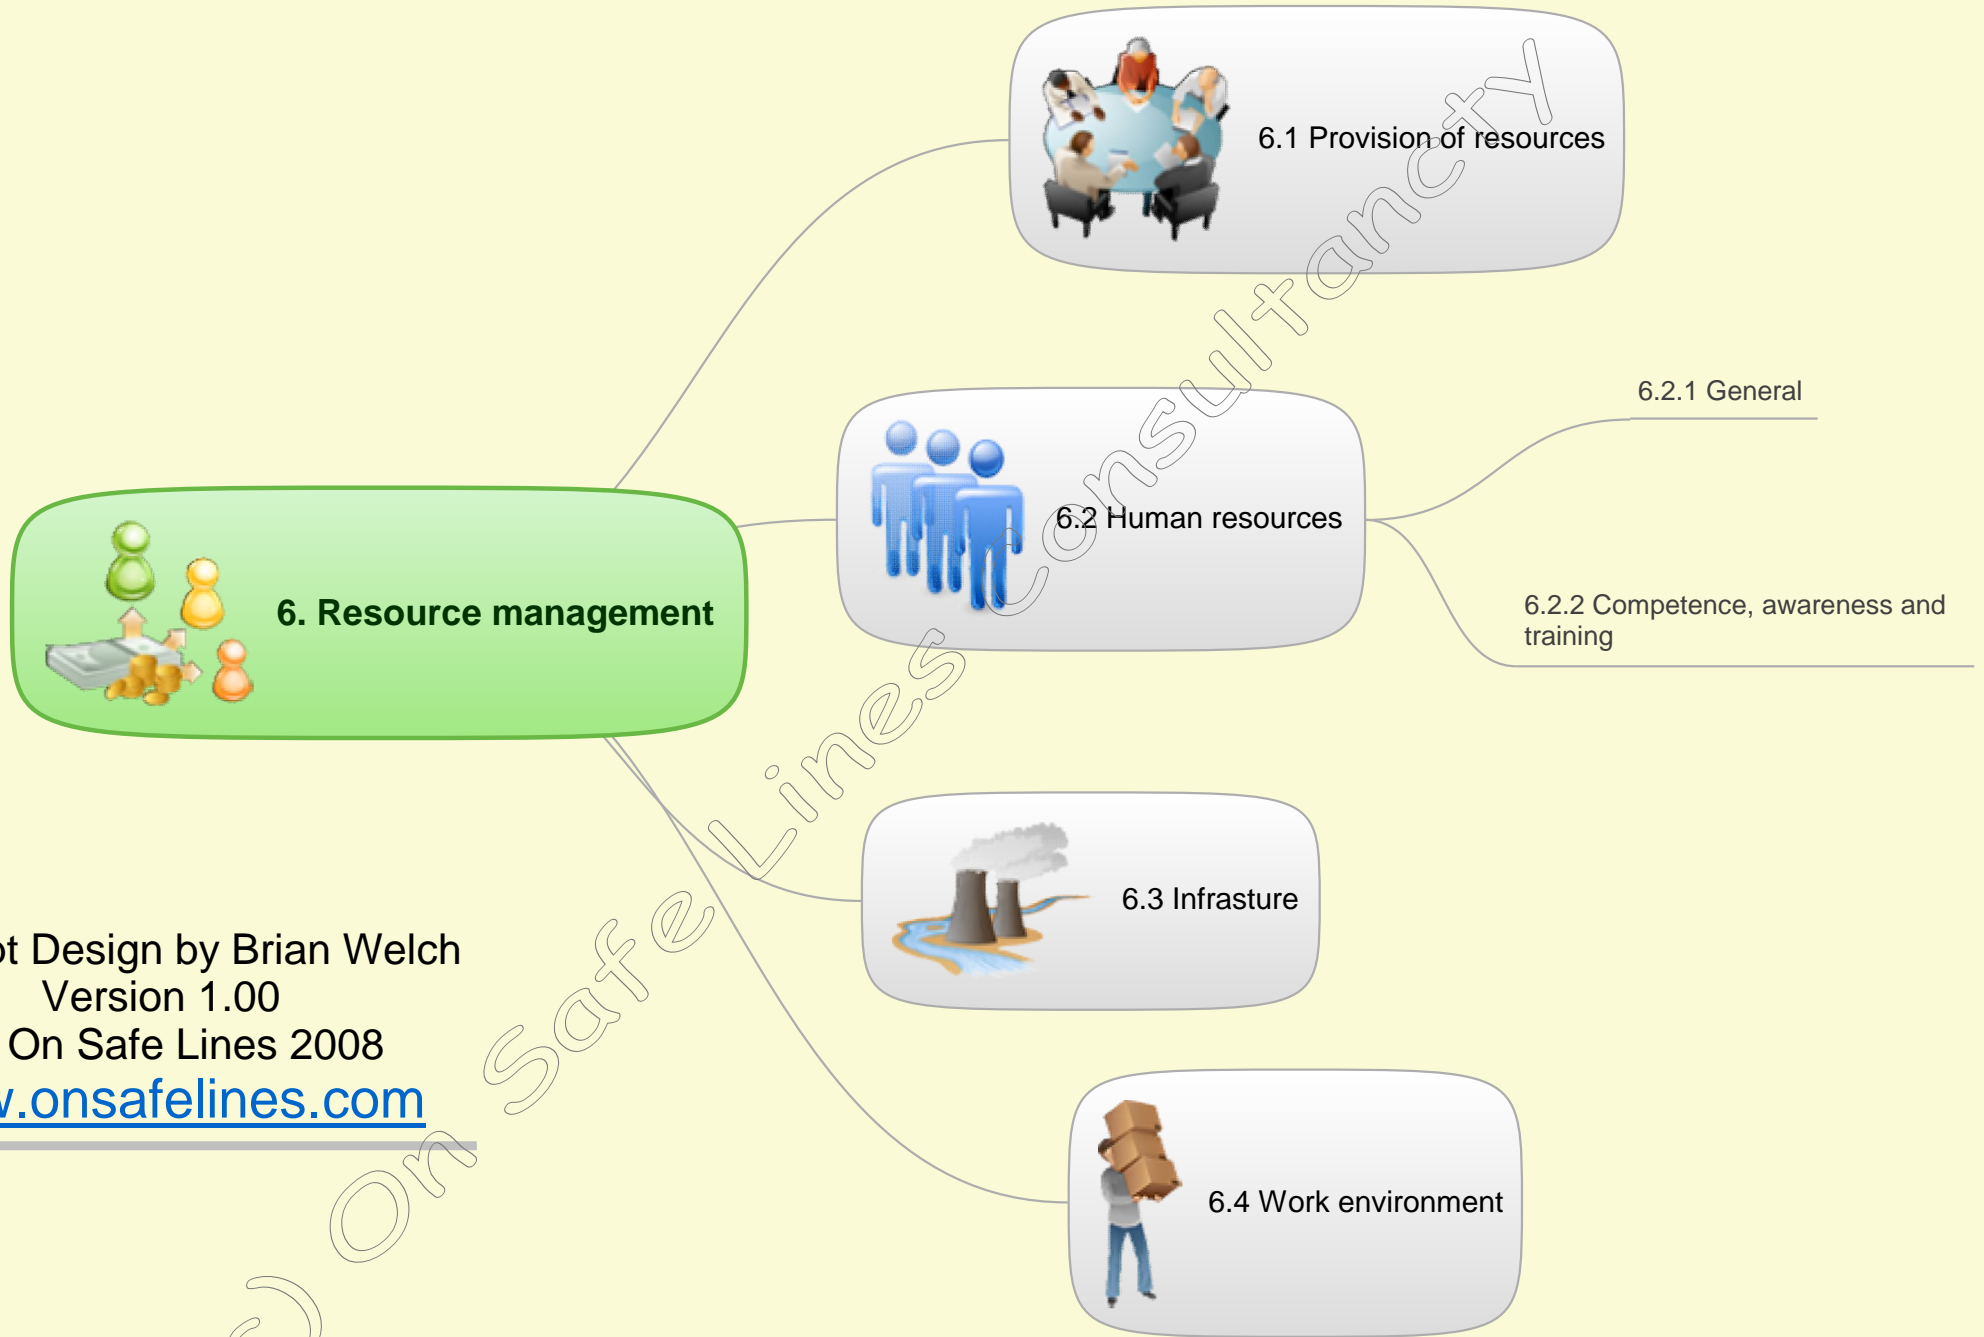 6.1 Provision of resources
6.2.1 General
6.2 Human resources
6.2.2 Competence, awareness and
training
6. Resource management
6.3 Infrasture
6.4 Work environment
Design by Brian Welch
Version 1.00
On Safe Lines 2008
.onsafelines.com
On Safe Lines Consultancty